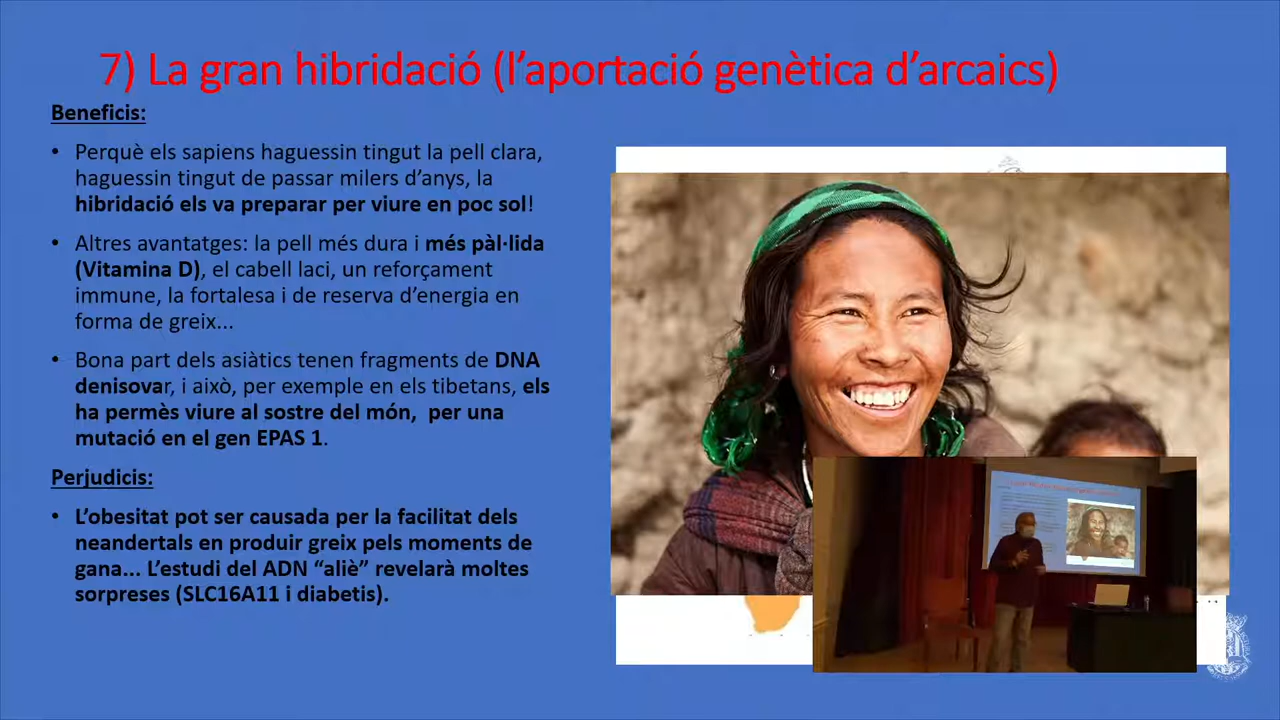 7) La gran hibridació (l’aportació genètica d’arcaics)
Beneficis:
• Perquè els sapiens haguessin tingut la pell clara,
haguessin tingut de passar milers d’anys, la
hibridació els va preparar per viure en poc sol!
• Altres avantatges: la pell més dura i més pàl·lida
(Vitamina D), el cabell laci, un reforçament
immune, la fortalesa i de reserva d’energia en
forma de greix...
• Bona part dels asiàtics tenen fragments de DNA
denisovar, i això, per exemple en els tibetans, els
ha permès viure al sostre del món, per una
mutació en el gen EPAS 1.
Perjudicis:
• L’obesitat pot ser causada per la facilitat dels
neandertals en produir greix pels moments de
gana... L’estudi del ADN “aliè” revelarà moltes
sorpreses (SLC16A11 i diabetis).